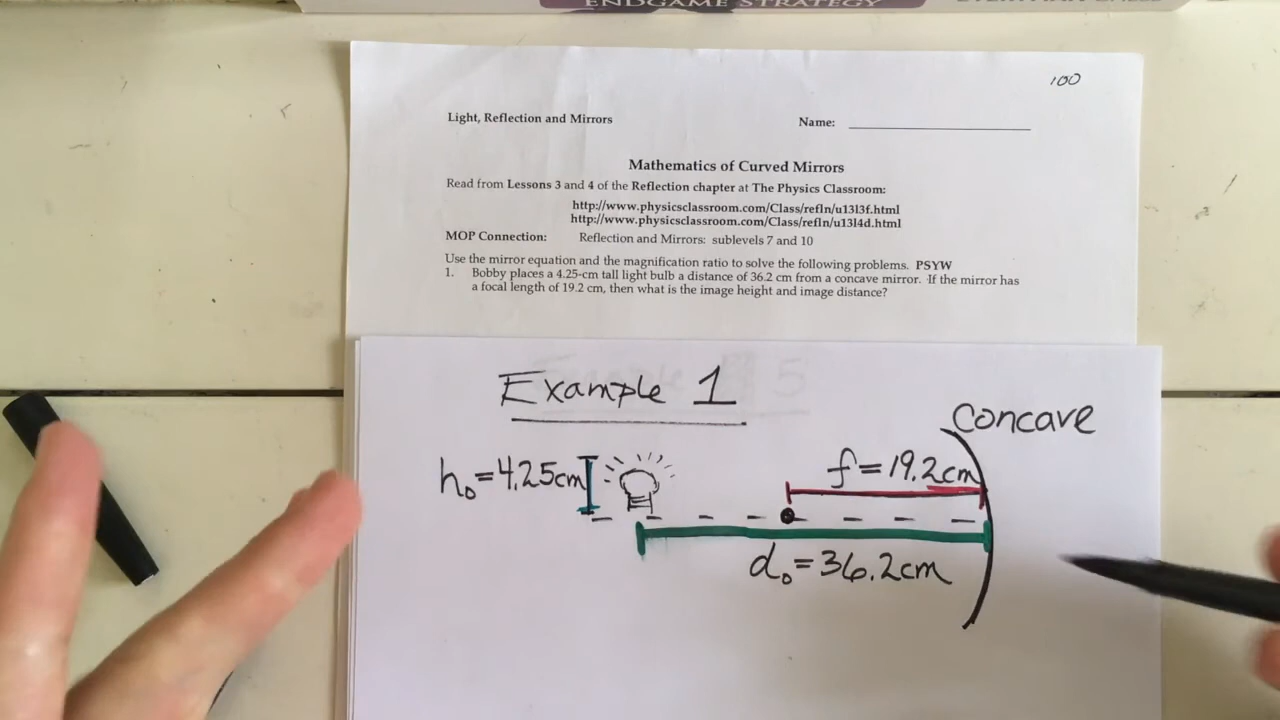 ENDGAME STRATEGY
100
Light, Reflection and Mirrors
Name:
Mathematics of Curved Mirrors
Read from Lessons 3 and 4 of the Reflection chapter at The Physics Classroom:
http://www.physicsclassroom.com/Class/refln/u13l3f.html
http://www.physicsclassroom.com/Class/refln/u13l4d.html
MOP Connection: Reflection and Mirrors: sublevels 7 and 10
Use the mirror equation and the magnification ratio to solve the following problems. PSYW
1. Bobby places a 4.25-cm tall light bulb a distance of 36.2 cm from a concave mirror. If the mirror has
a focal length of 19.2 cm, then what is the image height and image distance?
Example 1
Concave
h₀=4.25cm
f=19.2cm
d₀=36.2cm